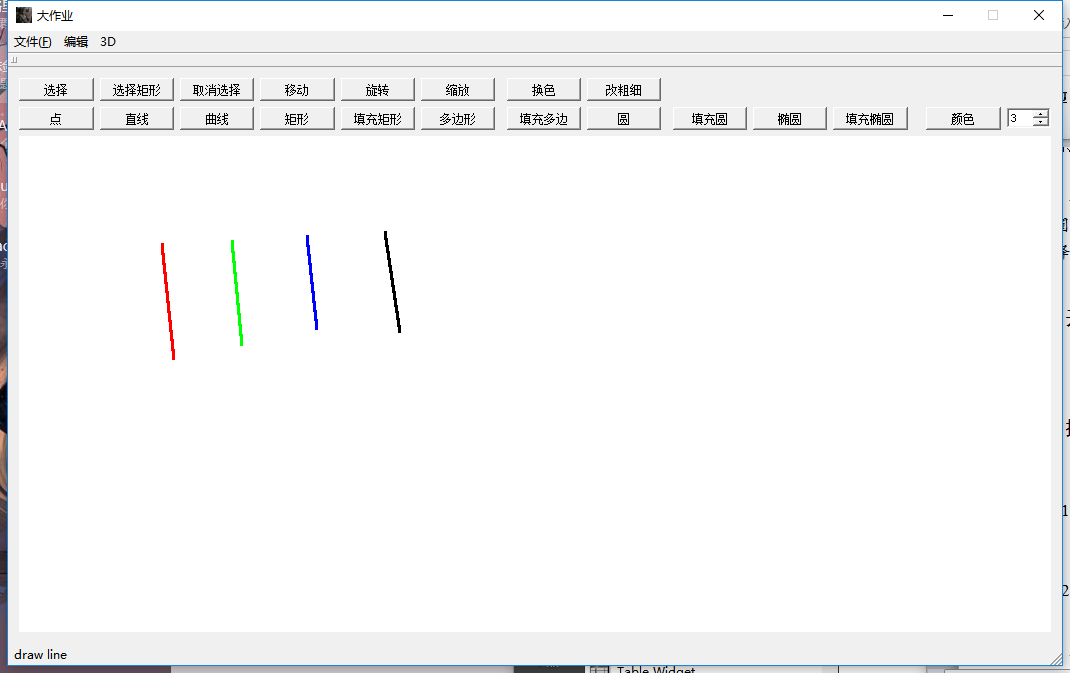 大作业
文件(F) 编辑 3D
选择 选择矩形 取消选择 移动 旋转 缩放 换色 改粗细
点 直线 曲线 矩形 填充矩形 多边形 填充多边 圆 填充圆 椭圆 填充椭圆 颜色 3
draw line
Table Widget